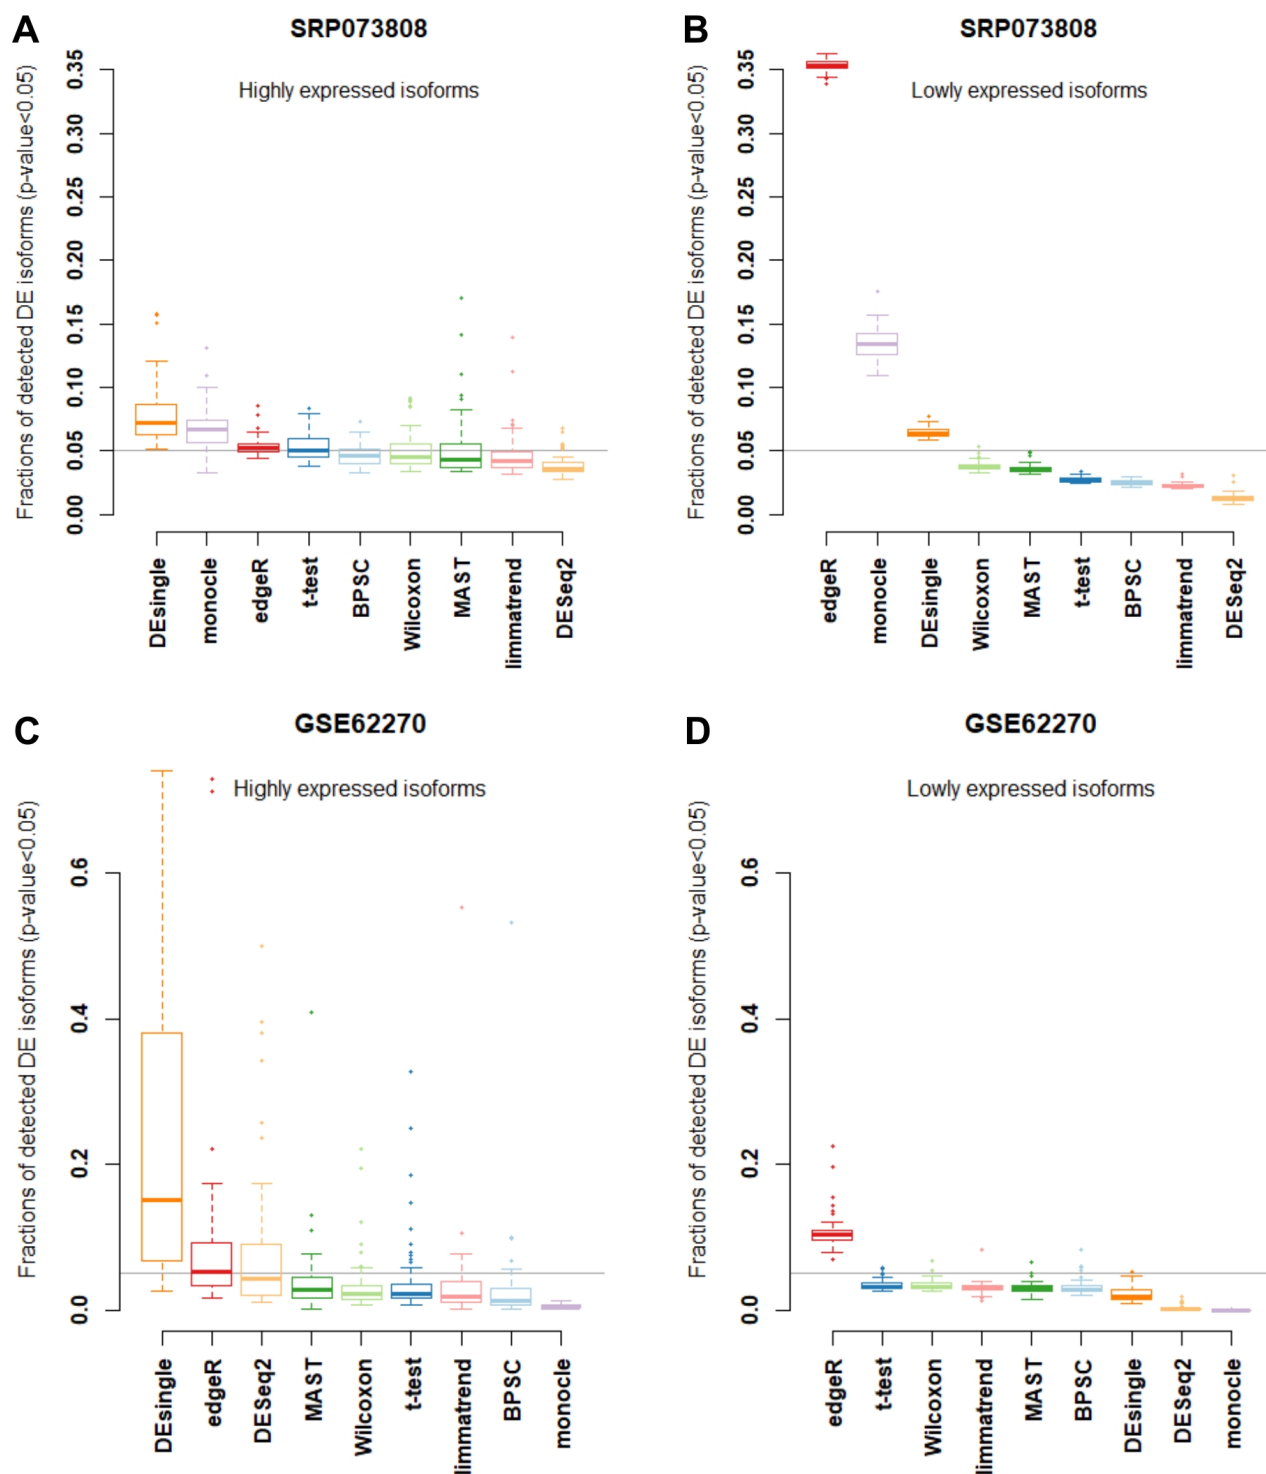 A
SRP073808
Highly expressed isoforms
Fractions of detected DE isoforms (p-value<0.05)
0.35
0.30
0.25
0.20
0.15
0.10
0.05
0.00
DEsingle
monocle
edgeR
t-test
BPSC
Wilcoxon
MAST
limmatrend
DESeq2
B
SRP073808
Lowly expressed isoforms
Fractions of detected DE isoforms (p-value<0.05)
0.35
0.30
0.25
0.20
0.15
0.10
0.05
0.00
edgeR
monocle
DEsingle
Wilcoxon
MAST
t-test
BPSC
limmatrend
DESeq2
C
GSE62270
Highly expressed isoforms
Fractions of detected DE isoforms (p-value<0.05)
0.6
0.4
0.2
0.0
DEsingle
edgeR
DESeq2
MAST
Wilcoxon
t-test
limmatrend
BPSC
monocle
D
GSE62270
Lowly expressed isoforms
Fractions of detected DE isoforms (p-value<0.05)
0.6
0.4
0.2
0.0
edgeR
t-test
Wilcoxon
limmatrend
MAST
BPSC
DEsingle
DESeq2
monocle